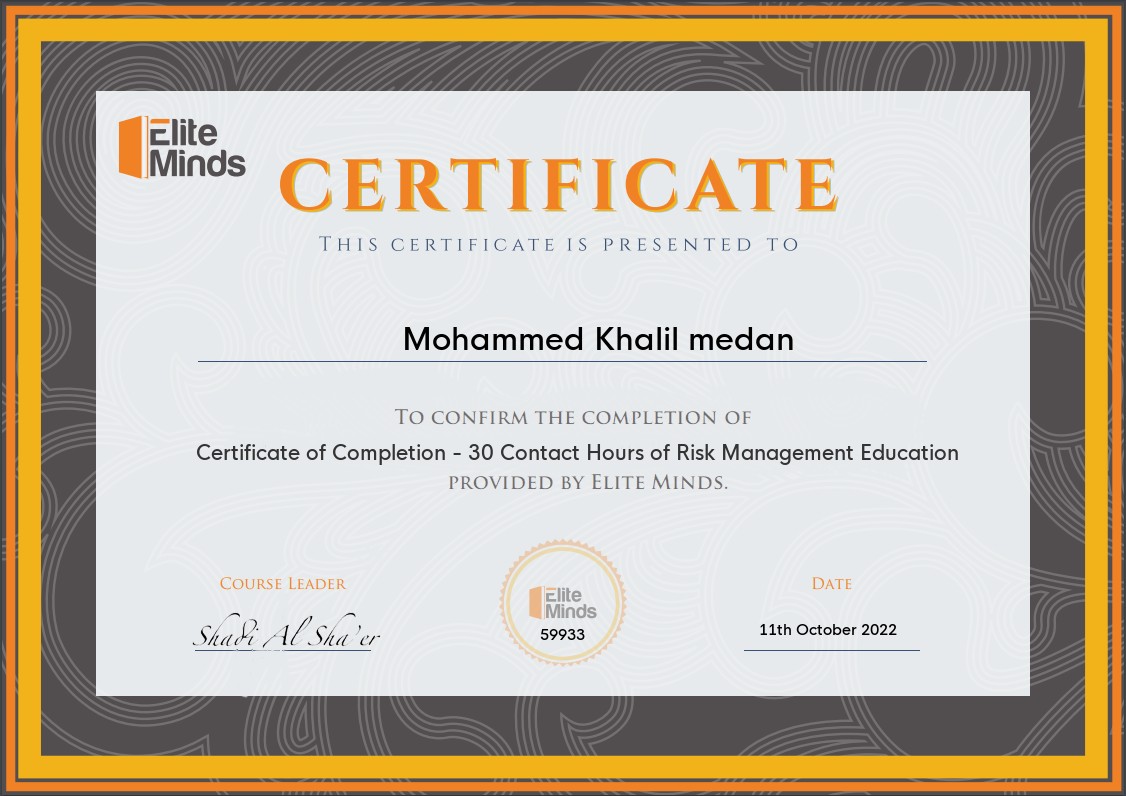 Elite
Minds
CERTIFICATE
THIS CERTIFICATE IS PRESENTED TO
Mohammed Khalil medan
TO CONFIRM THE COMPLETION OF
Certificate of Completion - 30 Contact Hours of Risk Management Education
PROVIDED BY ELITE MINDS.
COURSE LEADER
Shadi Al Sha'er
Elite
Minds
59933
DATE
11th October 2022